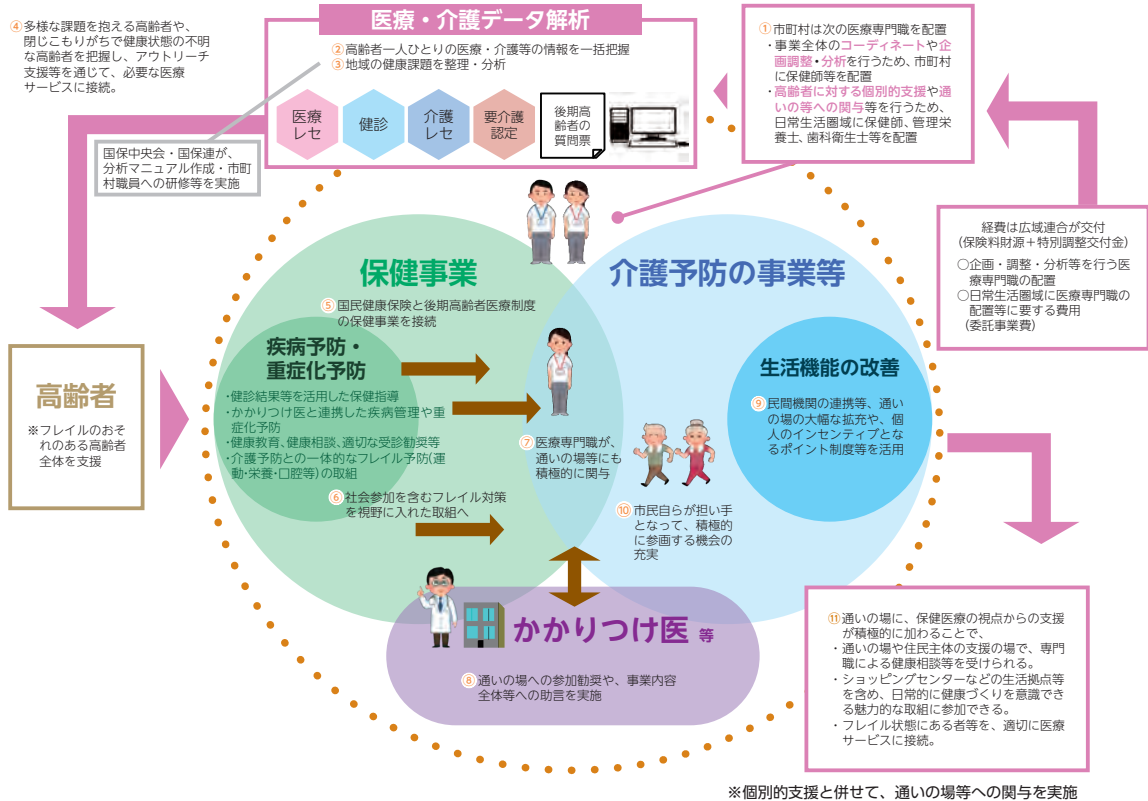 ④多様な課題を抱える高齢者や、
閉じこもりがちで健康状態の不明
な高齢者を把握し、アウトリーチ
支援等を通じて、必要な医療
サービスに接続。
医療・介護データ解析
②高齢者一人ひとりの医療・介護等の情報を一括把握
③地域の健康課題を整理・分析
医療
レセ
健診
介護
レセ
要介護
認定
後期高
齢者の
質問票
国保中央会・国保連が、
分析マニュアル作成・市町
村職員への研修等を実施
①市町村は次の医療専門職を配置
・事業全体のコーディネートや企
画調整・分析を行うため、市町村
に保健師等を配置
・高齢者に対する個別的支援や通
いの等への関与等を行うため、
日常生活圏域に保健師、管理栄
養士、歯科衛生士等を配置
経費は広域連合が交付
(保険料財源＋特別調整交付金)
○企画・調整・分析等を行う医
療専門職の配置
○日常生活圏域に医療専門職の
配置等に要する費用
(委託事業費)
高齢者
※フレイルのおそ
れのある高齢者
全体を支援
保健事業
⑤国民健康保険と後期高齢者医療制度
の保健事業を接続
疾病予防・
重症化予防
・健診結果等を活用した保健指導
・かかりつけ医と連携した疾病管理や重
症化予防
・健康教育、健康相談、適切な受診勧奨等
・介護予防との一体的なフレイル予防(運
動・栄養・口腔等)の取組
⑥社会参加を含むフレイル対策
を視野に入れた取組へ
介護予防の事業等
⑦医療専門職が、
通いの場等にも
積極的に関与
生活機能の改善
⑨民間機関の連携等、通い
の場の大幅な拡充や、個
人のインセンティブとな
るポイント制度等を活用
⑩市民自らが担い手
となって、積極的
に参画する機会の
充実
かかりつけ医 等
⑧通いの場への参加勧奨や、事業内容
全体等への助言を実施
⑪通いの場に、保健医療の視点からの支援
が積極的に加わることで、
・通いの場や住民主体の支援の場で、専門
職による健康相談等を受けられる。
・ショッピングセンターなどの生活拠点等
を含め、日常的に健康づくりを意識でき
る魅力的な取組に参加できる。
・フレイル状態にある者等を、適切に医療
サービスに接続。
※個別的支援と併せて、通いの場等への関与を実施